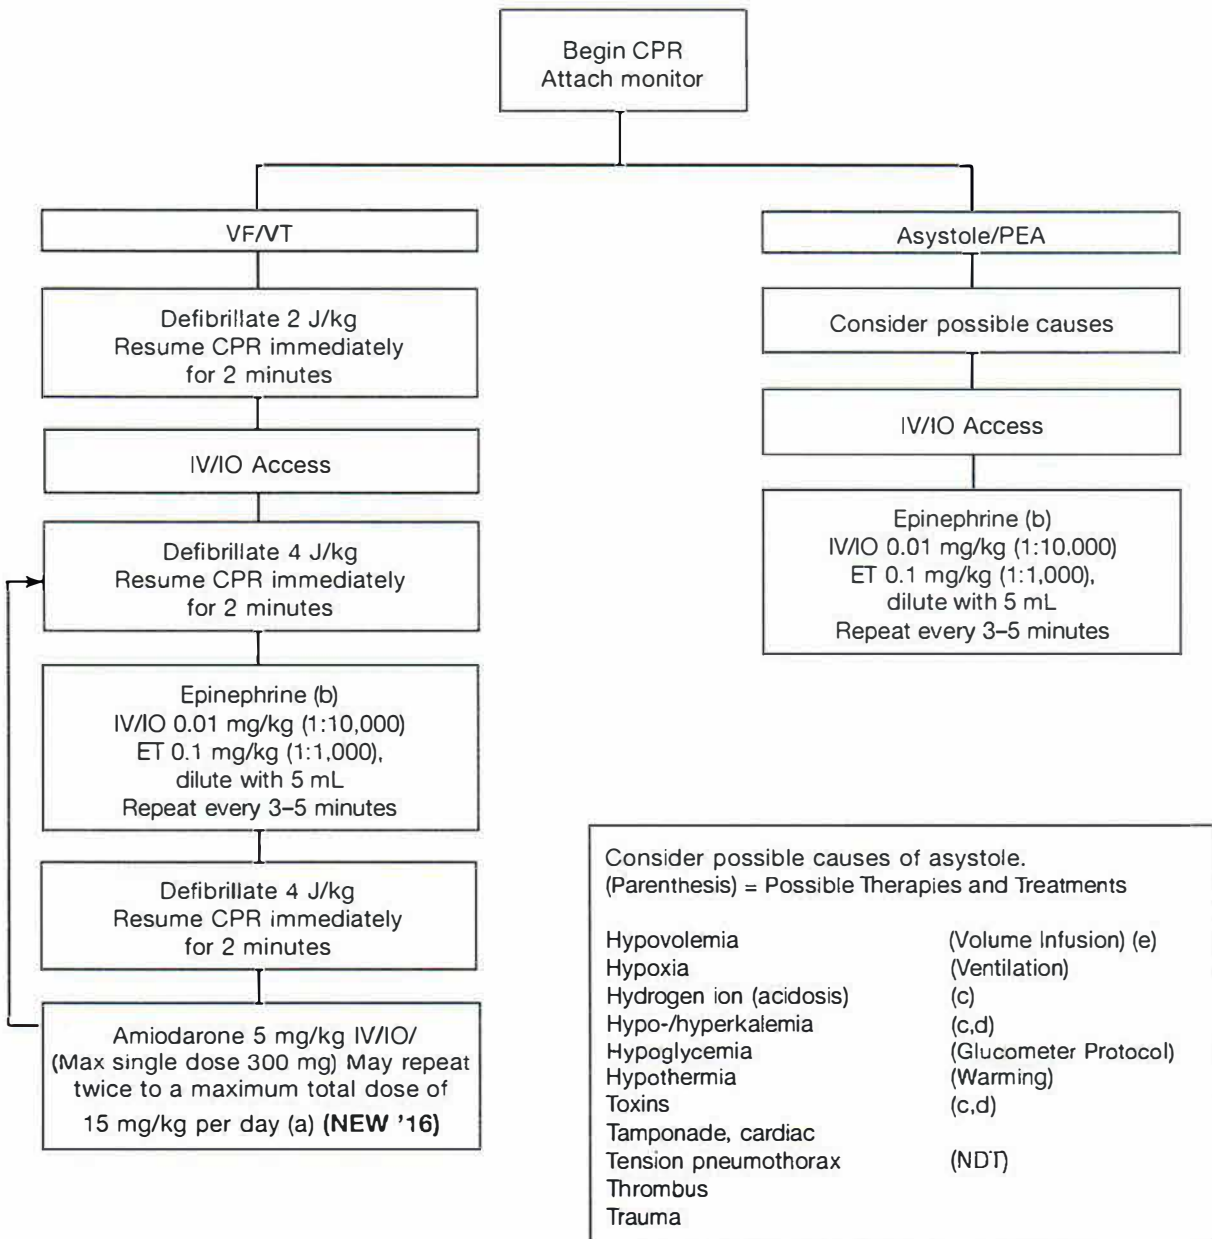 Begin CPR
Attach monitor
VF/VT
Defibrillate 2 J/kg
Resume CPR immediately
for 2 minutes
IV/IO Access
Defibrillate 4 J/kg
Resume CPR immediately
for 2 minutes
Epinephrine (b)
IV/IO 0.01 mg/kg (1:10,000)
ET 0.1 mg/kg (1:1,000),
dilute with 5 mL
Repeat every 3–5 minutes
Defibrillate 4 J/kg
Resume CPR immediately
for 2 minutes
Amiodarone 5 mg/kg IV/IO/
(Max single dose 300 mg) May repeat
twice to a maximum total dose of
15 mg/kg per day (a) (NEW '16)
Asystole/PEA
Consider possible causes
IV/IO Access
Epinephrine (b)
IV/IO 0.01 mg/kg (1:10,000)
ET 0.1 mg/kg (1:1,000),
dilute with 5 mL
Repeat every 3–5 minutes
Consider possible causes of asystole.
(Parenthesis) = Possible Therapies and Treatments
Hypovolemia (Volume Infusion) (e)
Hypoxia (Ventilation)
Hydrogen ion (acidosis) (c)
Hypo-/hyperkalemia (c,d)
Hypoglycemia (Glucometer Protocol)
Hypothermia (Warming)
Toxins (c,d)
Tamponade, cardiac
Tension pneumothorax (NDT)
Thrombus
Trauma